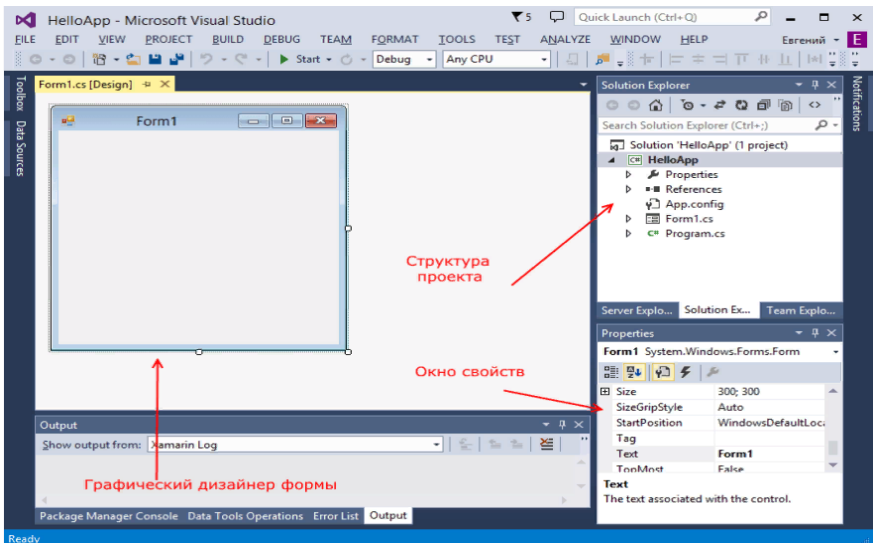 HelloApp - Microsoft Visual Studio
5
Quick Launch (Ctrl+Q)
FILE EDIT VIEW PROJECT BUILD DEBUG TEAM FORMAT TOOLS TEST ANALYZE WINDOW HELP
Евгений E
Start Debug Any CPU
Toolbox
Data Sources
Form1.cs [Design]
Form1
Структура
проекта
Окно свойств
Графический дизайнер формы
Solution Explorer
Search Solution Explorer (Ctrl+;)
Solution 'HelloApp' (1 project)
C# HelloApp
Properties
References
App.config
Form1.cs
C# Program.cs
Server Explo... Solution Ex... Team Explo...
Notifications
Properties
Form1 System.Windows.Forms.Form
Size 300; 300
SizeGripStyle Auto
StartPosition WindowsDefaultLoca
Tag
Text Form1
TopMost False
Text
The text associated with the control.
Output
Show output from: Xamarin Log
Package Manager Console Data Tools Operations Error List Output
Ready